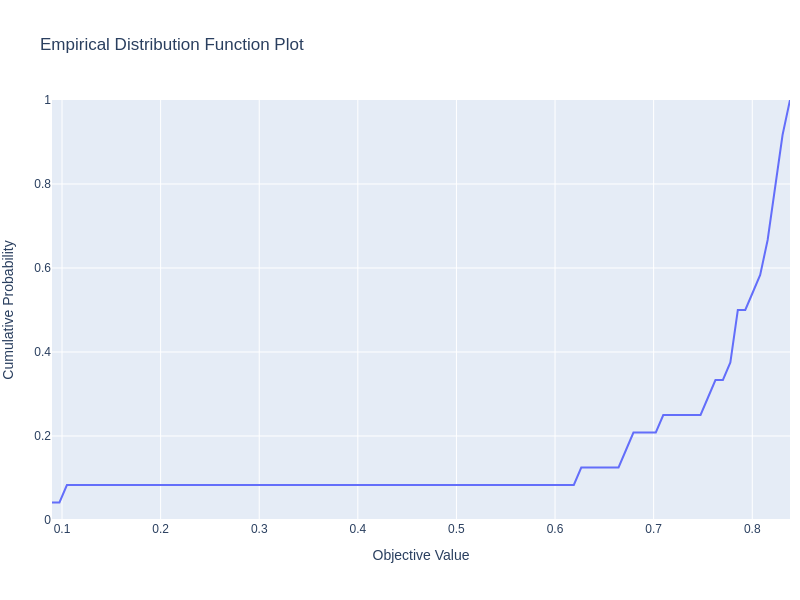 Empirical Distribution Function Plot
1
0.8
0.6
0.4
0.2
0
Cumulative Probability
0.1 0.2 0.3 0.4 0.5 0.6 0.7 0.8
Objective Value